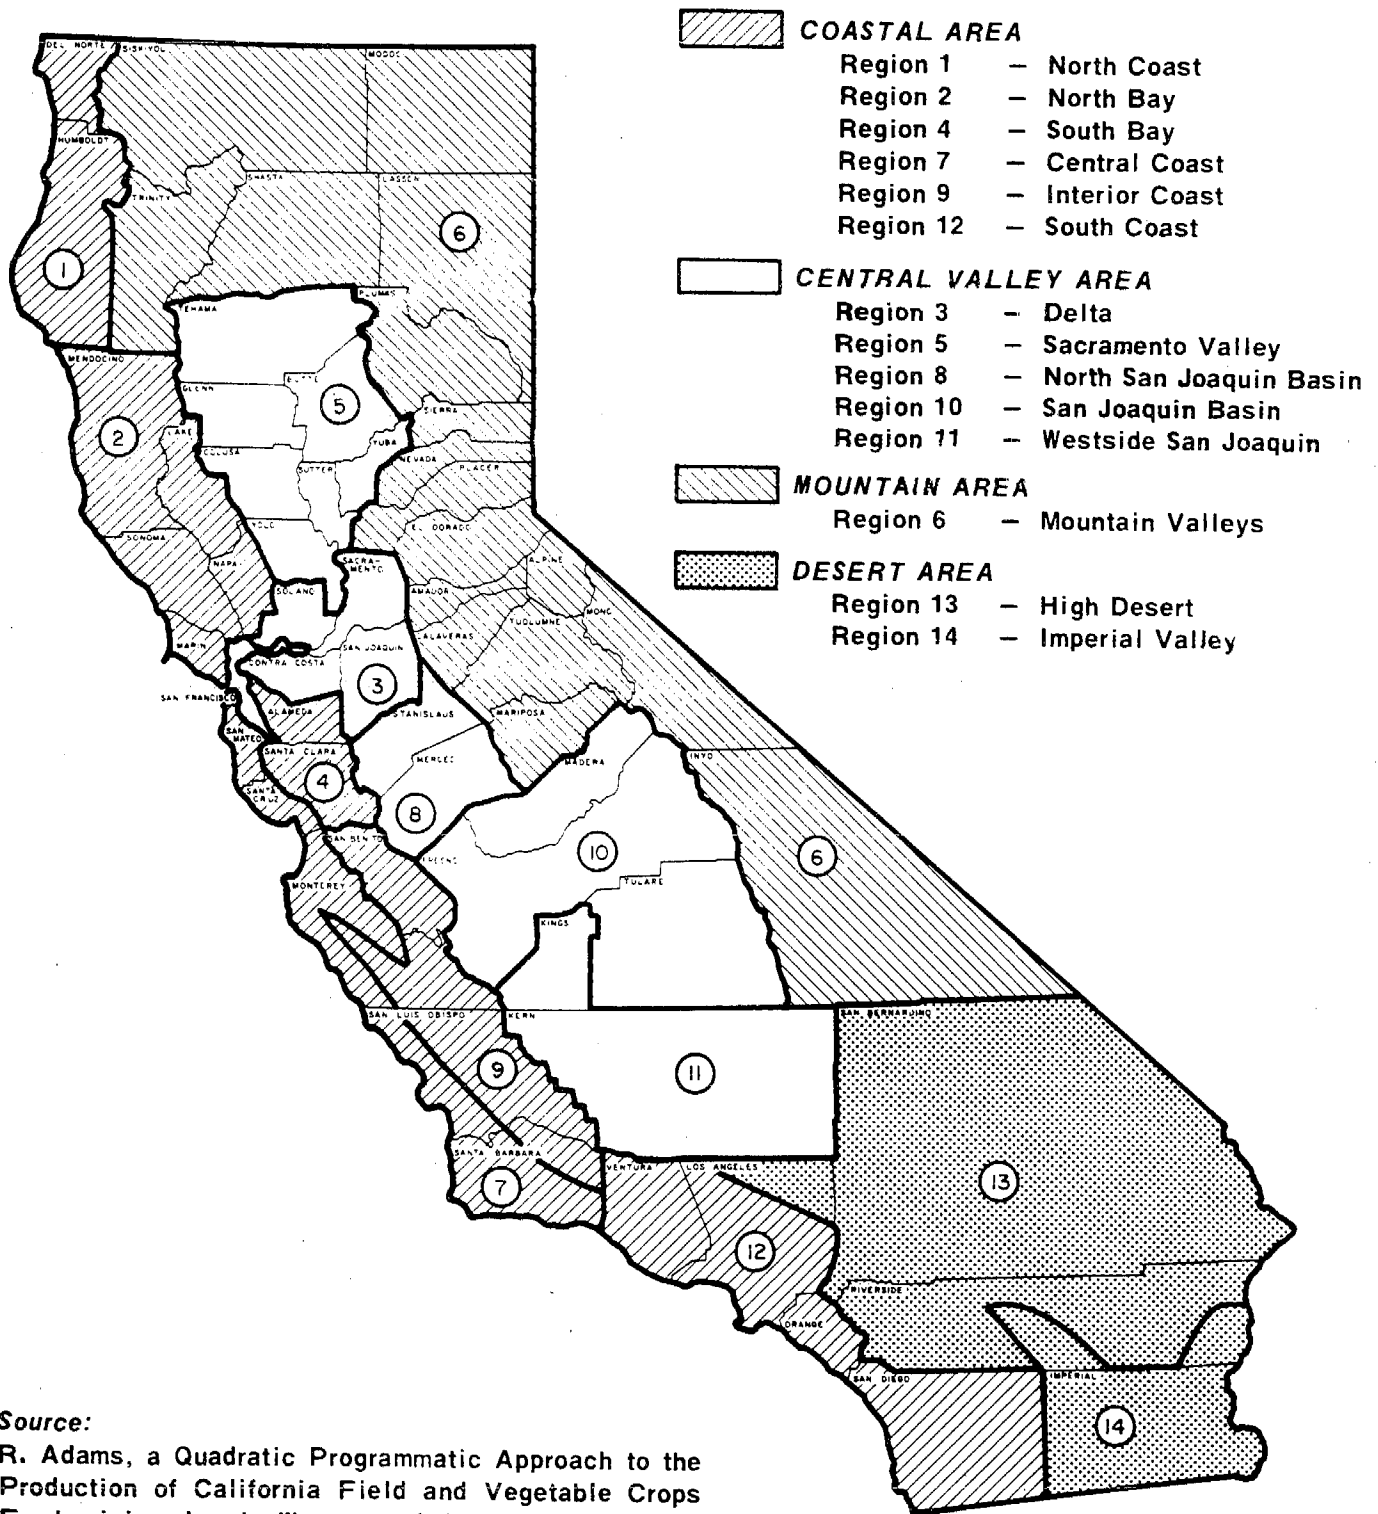 COASTAL AREA
Region 1 — North Coast
Region 2 — North Bay
Region 4 — South Bay
Region 7 — Central Coast
Region 9 — Interior Coast
Region 12 — South Coast
CENTRAL VALLEY AREA
Region 3 — Delta
Region 5 — Sacramento Valley
Region 8 — North San Joaquin Basin
Region 10 — San Joaquin Basin
Region 11 — Westside San Joaquin
MOUNTAIN AREA
Region 6 — Mountain Valleys
DESERT AREA
Region 13 — High Desert
Region 14 — Imperial Valley
DEL NORTE
SISKIYOU
MODOC
HUMBOLDT
TRINITY
SHASTA
LASSEN
6
1
TEHAMA
PLUMAS
MENDOCINO
GLENN
BUTTE
5
SIERRA
2
LAKE
COLUSA
YUBA
SUTTER
NEVADA
PLACER
SONOMA
YOLO
EL DORADO
NAPA
SACRA-
MENTO
ALPINE
SOLANO
AMADOR
TUOLUMNE
MONO
MARIN
CALAVERAS
CONTRA COSTA
SAN JOAQUIN
3
SAN FRANCISCO
ALAMEDA
STANISLAUS
MARIPOSA
SAN
MATEO
SANTA CLARA
MERCED
MADERA
INYO
4
SANTA
CRUZ
8
SAN BENITO
FRESNO
10
6
MONTEREY
TULARE
KINGS
SAN LUIS OBISPO
KERN
SAN BERNARDINO
9
11
SANTA BARBARA
VENTURA
LOS ANGELES
7
13
12
RIVERSIDE
ORANGE
SAN DIEGO
IMPERIAL
14
Source:
R. Adams, a Quadratic Programmatic Approach to the
Production of California Field and Vegetable Crops